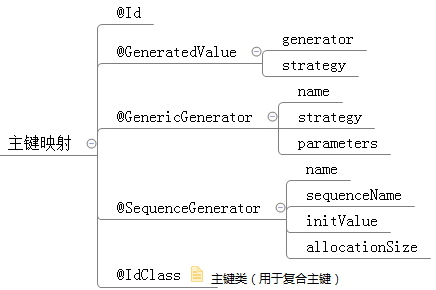 @Id
@GeneratedValue
generator
strategy
@GenericGenerator
name
strategy
parameters
主键映射
@SequenceGenerator
name
sequenceName
initValue
allocationSize
@IdClass 主键类（用于复合主键）